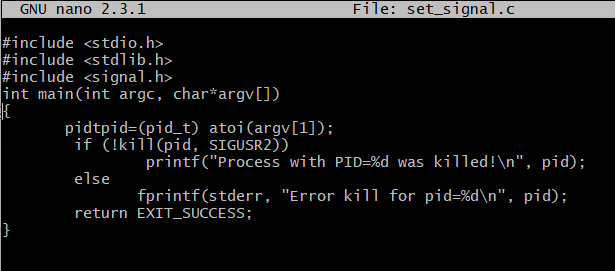 GNU nano 2.3.1 File: set_signal.c
#include <stdio.h>
#include <stdlib.h>
#include <signal.h>
int main(int argc, char*argv[])
{
pidtpid=(pid_t) atoi(argv[1]);
if (!kill(pid, SIGUSR2))
printf("Process with PID=%d was killed!\n", pid);
else
fprintf(stderr, "Error kill for pid=%d\n", pid);
return EXIT_SUCCESS;
}